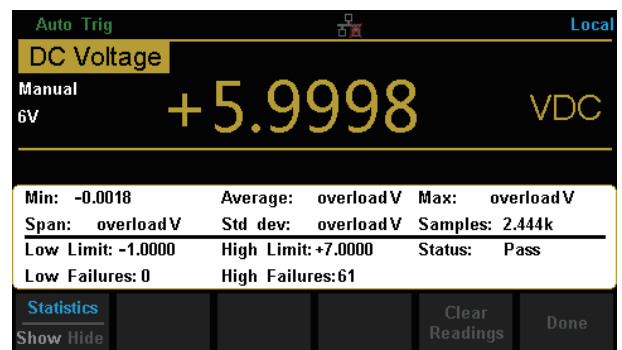 Auto Trig Local
DC Voltage
Manual
6V +5.9998 VDC
Min: -0.0018 Average: overload V Max: overload V
Span: overload V Std dev: overload V Samples: 2.444k
Low Limit: -1.0000 High Limit: +7.0000 Status: Pass
Low Failures: 0 High Failures: 61
Statistics
Show Hide Clear Readings Done